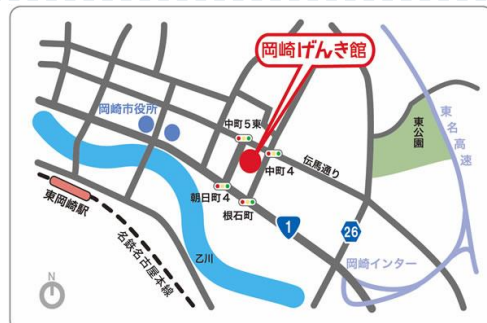 岡崎げんき館
岡崎市役所
中町5東
中町4
伝馬通り
東公園
東名高速
朝日町4
根石町
東岡崎駅
1
26
乙川
名鉄名古屋本線
岡崎インター
N